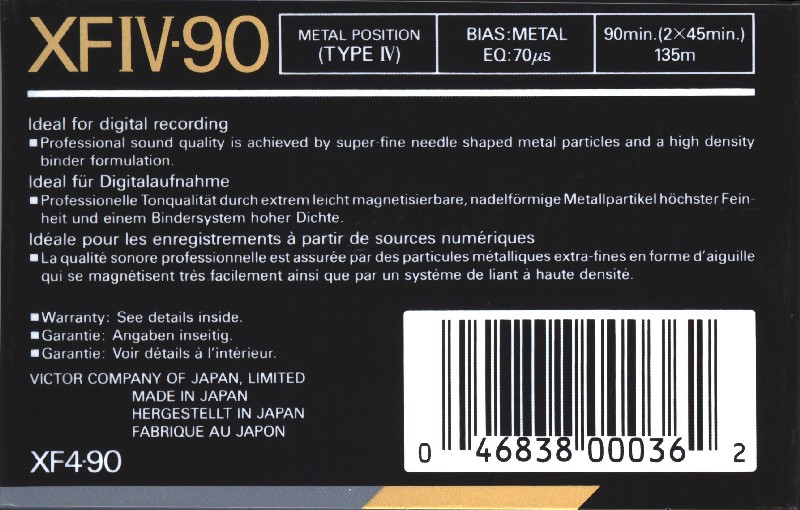 XFIV·90
METAL POSITION
(TYPE IV)
BIAS:METAL
EQ:70µs
90min.(2×45min.)
135m
Ideal for digital recording
■Professional sound quality is achieved by super-fine needle shaped metal particles and a high density
binder formulation.
Ideal für Digitalaufnahme
■Professionelle Tonqualität durch extrem leicht magnetisierbare, nadelförmige Metallpartikel höchster Fein-
heit und einem Bindersystem hoher Dichte.
Idéale pour les enregistrements à partir de sources numériques
■La qualité sonore professionnelle est assurée par des particules métalliques extra-fines en forme d'aiguille
qui se magnétisent très facilement ainsi que par un système de liant à haute densité.
■Warranty: See details inside.
■Garantie: Angaben inseitig.
■Garantie: Voir détails à l'intérieur.
VICTOR COMPANY OF JAPAN, LIMITED
MADE IN JAPAN
HERGESTELLT IN JAPAN
FABRIQUE AU JAPON
XF4·90
0 46838 00036 2